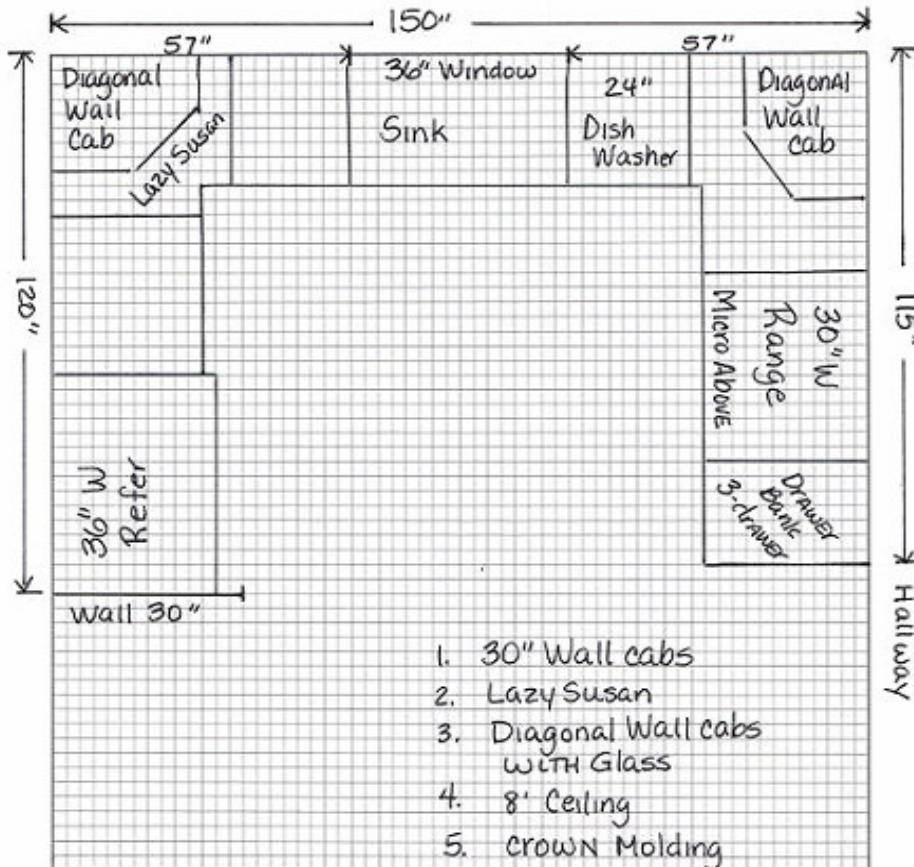 150"
57"
57"
Diagonal
Wall
Cab
Lazy Susan
36" Window
Sink
24"
Dish
Washer
Diagonal
Wall
cab
120"
115"
30" W
Range
Micro Above
36" W
Refer
Drawer
Bank
3-drawer
Wall 30"
Hallway
1. 30" Wall cabs
2. Lazy Susan
3. Diagonal Wall cabs
WITH Glass
4. 8' Ceiling
5. Crown Molding